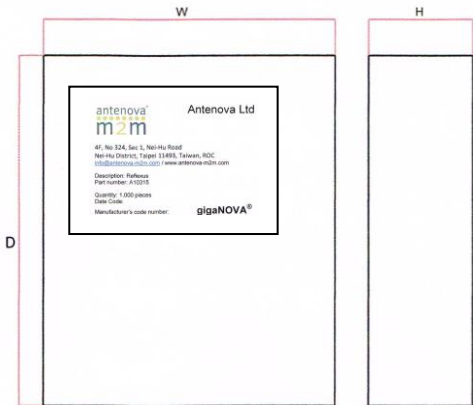 W
H
antenova®
m2m
Antenova Ltd
4F, No 324, Sec 1, Nei-Hu Road
Nei-Hu District, Taipei 11493, Taiwan, ROC
info@antenova-m2m.com / www.antenova-m2m.com
Description: Reflexus
Part number: A10215
Quantity: 1,000 pieces
Date Code:
Manufacturer's code number:
gigaNOVA®
D